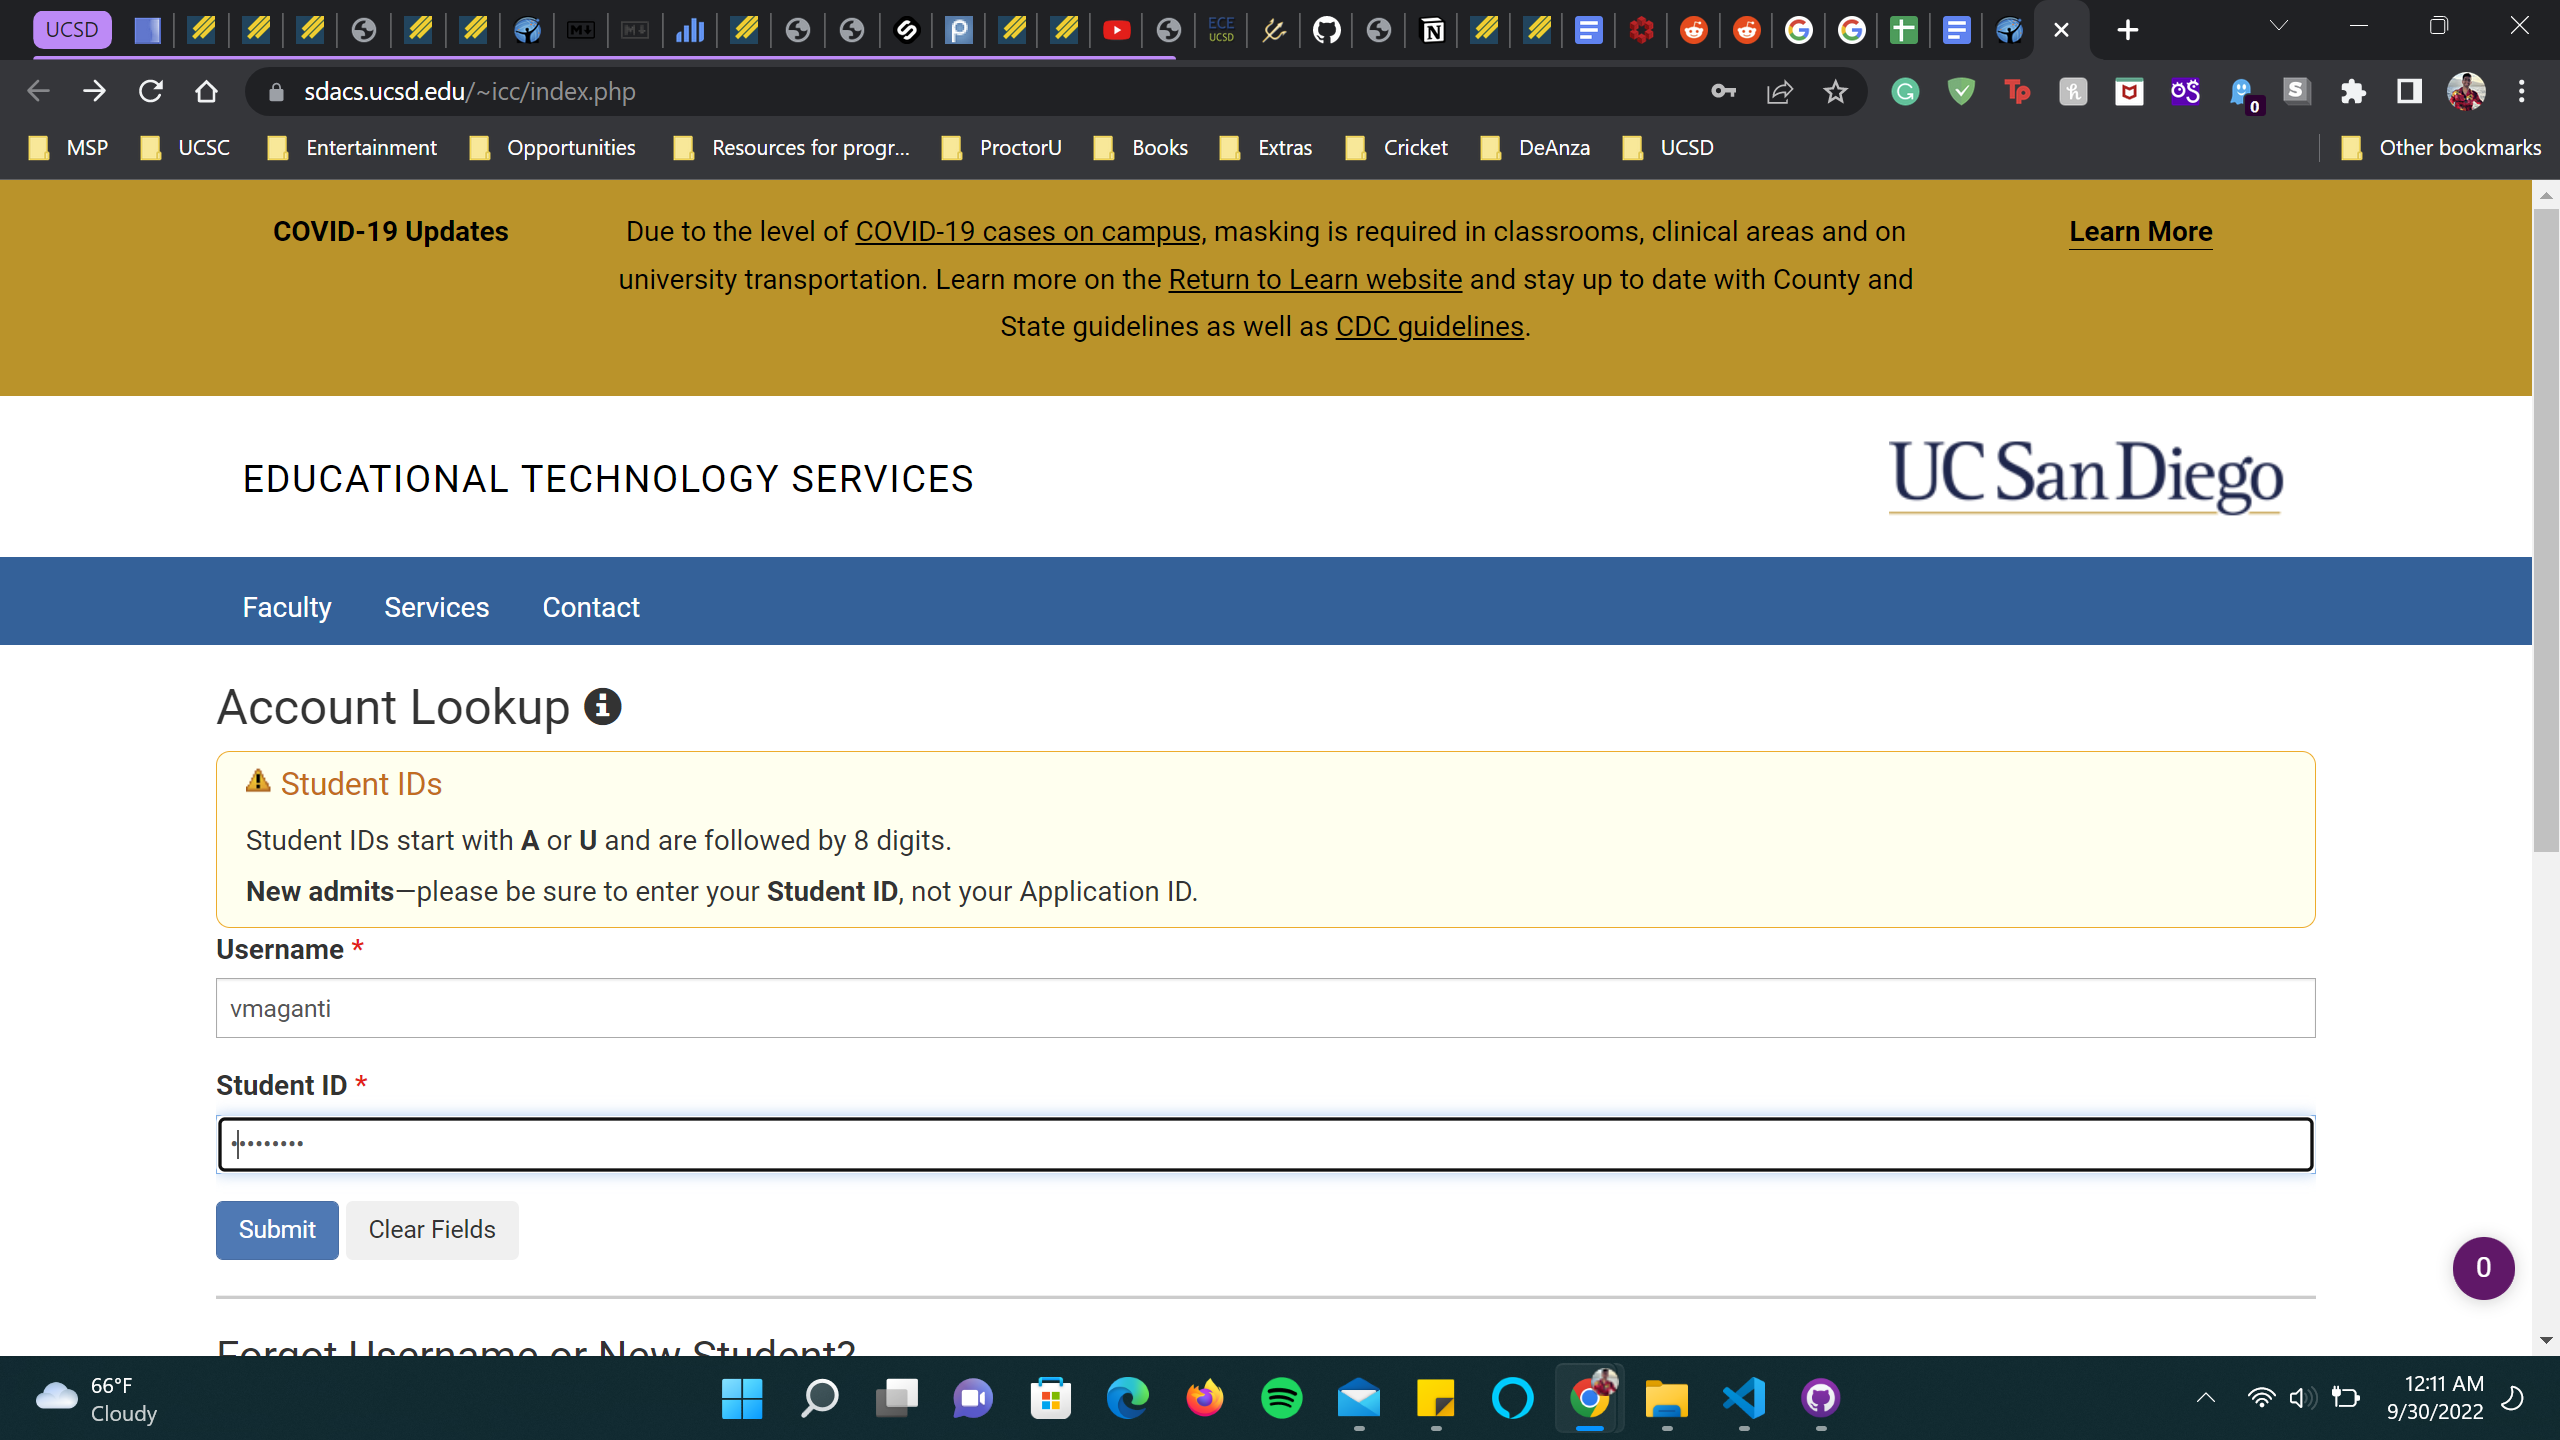 UCSD
ECE
UCSD
sdacs.ucsd.edu/~icc/index.php
0
MSP
UCSC
Entertainment
Opportunities
Resources for progr...
ProctorU
Books
Extras
Cricket
DeAnza
UCSD
Other bookmarks
COVID-19 Updates
Due to the level of COVID-19 cases on campus, masking is required in classrooms, clinical areas and on
university transportation. Learn more on the Return to Learn website and stay up to date with County and
State guidelines as well as CDC guidelines.
Learn More
EDUCATIONAL TECHNOLOGY SERVICES
UC San Diego
Faculty
Services
Contact
Account Lookup
Student IDs
Student IDs start with A or U and are followed by 8 digits.
New admits—please be sure to enter your Student ID, not your Application ID.
Username *
vmaganti
Student ID *
•••••••••
Submit
Clear Fields
0
Forgot Username or New Student?
66°F
Cloudy
12:11 AM
9/30/2022